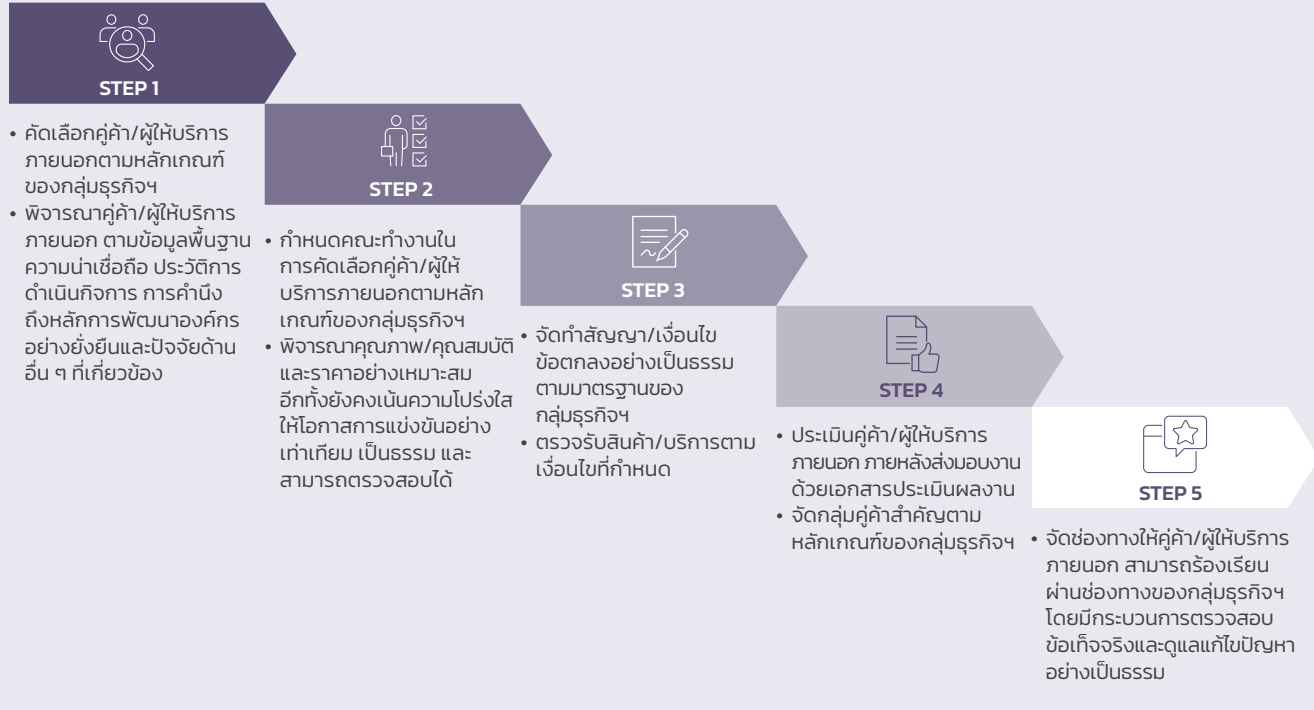 STEP 1
• คัดเลือกคู่ค้า/ผู้ให้บริการ
ภายนอกตามหลักเกณฑ์
ของกลุ่มธุรกิจฯ
• พิจารณาคู่ค้า/ผู้ให้บริการ
ภายนอก ตามข้อมูลพื้นฐาน
ความน่าเชื่อถือ ประวัติการ
ดำเนินกิจการ การคำนึง
ถึงหลักการพัฒนาองค์กร
อย่างยั่งยืนและปัจจัยด้าน
อื่น ๆ ที่เกี่ยวข้อง
STEP 2
• กำหนดคณะทำงานใน
การคัดเลือกคู่ค้า/ผู้ให้
บริการภายนอกตามหลัก
เกณฑ์ของกลุ่มธุรกิจฯ
• พิจารณาคุณภาพ/คุณสมบัติ
และราคาอย่างเหมาะสม
อีกทั้งยังคงเน้นความโปร่งใส
ให้โอกาสการแข่งขันอย่าง
เท่าเทียม เป็นธรรม และ
สามารถตรวจสอบได้
STEP 3
• จัดทำสัญญา/เงื่อนไข
ข้อตกลงอย่างเป็นธรรม
ตามมาตรฐานของ
กลุ่มธุรกิจฯ
• ตรวจรับสินค้า/บริการตาม
เงื่อนไขที่กำหนด
STEP 4
• ประเมินคู่ค้า/ผู้ให้บริการ
ภายนอก ภายหลังส่งมอบงาน
ด้วยเอกสารประเมินผลงาน
• จัดกลุ่มคู่ค้าสำคัญตาม
หลักเกณฑ์ของกลุ่มธุรกิจฯ
STEP 5
• จัดช่องทางให้คู่ค้า/ผู้ให้บริการ
ภายนอก สามารถร้องเรียน
ผ่านช่องทางของกลุ่มธุรกิจฯ
โดยมีกระบวนการตรวจสอบ
ข้อเท็จจริงและดูแลแก้ไขปัญหา
อย่างเป็นธรรม